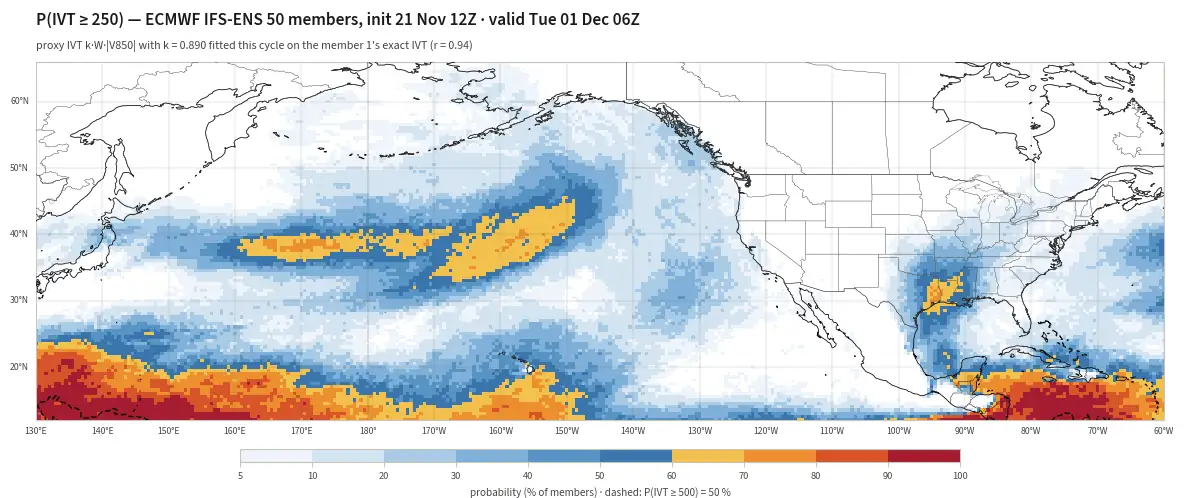 P(IVT ≥ 250) — ECMWF IFS-ENS 50 members, init 21 Nov 12Z · valid Tue 01 Dec 06Z
proxy IVT k·W·|V850| with k = 0.890 fitted this cycle on the member 1's exact IVT (r = 0.94)
60°N
50°N
40°N
30°N
20°N
130°E 140°E 150°E 160°E 170°E 180° 170°W 160°W 150°W 140°W 130°W 120°W 110°W 100°W 90°W 80°W 70°W 60°W
5 10 20 30 40 50 60 70 80 90 100
probability (% of members) · dashed: P(IVT ≥ 500) = 50 %